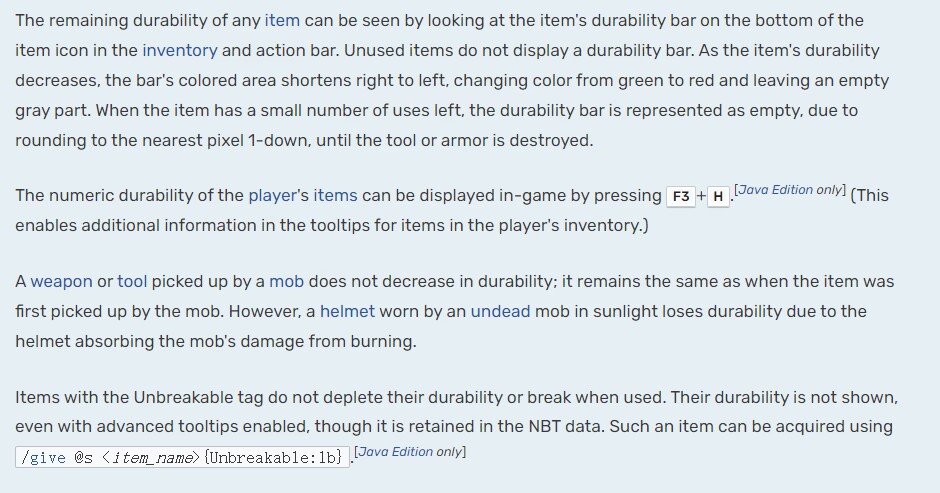 The remaining durability of any item can be seen by looking at the item's durability bar on the bottom of the
item icon in the inventory and action bar. Unused items do not display a durability bar. As the item's durability
decreases, the bar's colored area shortens right to left, changing color from green to red and leaving an empty
gray part. When the item has a small number of uses left, the durability bar is represented as empty, due to
rounding to the nearest pixel 1-down, until the tool or armor is destroyed.
The numeric durability of the player's items can be displayed in-game by pressing F3 + H .[Java Edition only] (This
enables additional information in the tooltips for items in the player's inventory.)
A weapon or tool picked up by a mob does not decrease in durability; it remains the same as when the item was
first picked up by the mob. However, a helmet worn by an undead mob in sunlight loses durability due to the
helmet absorbing the mob's damage from burning.
Items with the Unbreakable tag do not deplete their durability or break when used. Their durability is not shown,
even with advanced tooltips enabled, though it is retained in the NBT data. Such an item can be acquired using
/give @s <item_name>{Unbreakable:1b} .[Java Edition only]